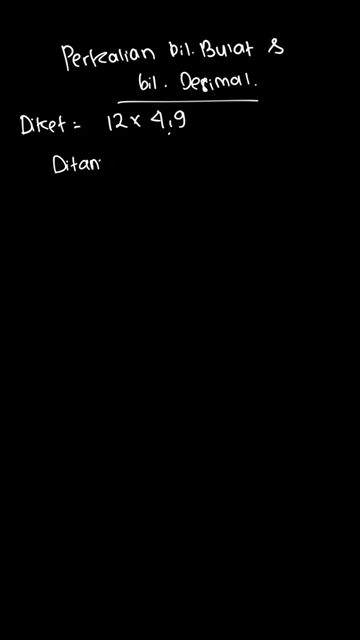 Perkalian bil. Bulat &
bil. Desimal.
Diket = 12 x 4,9
Ditan